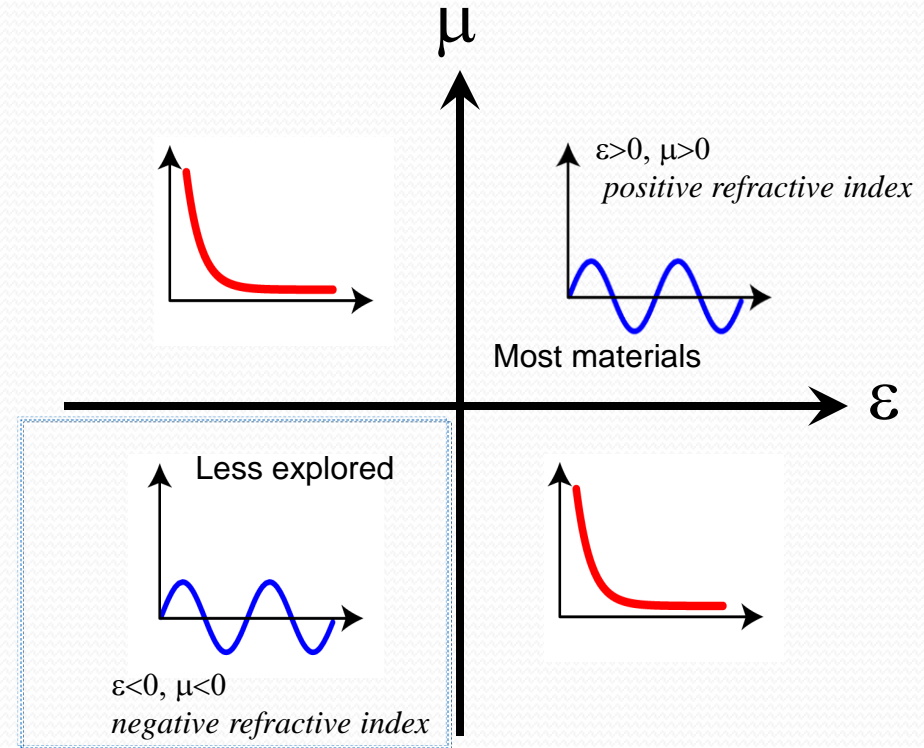 μ
ε>0, μ>0
positive refractive index
Most materials
ε
Less explored
ε<0, μ<0
negative refractive index